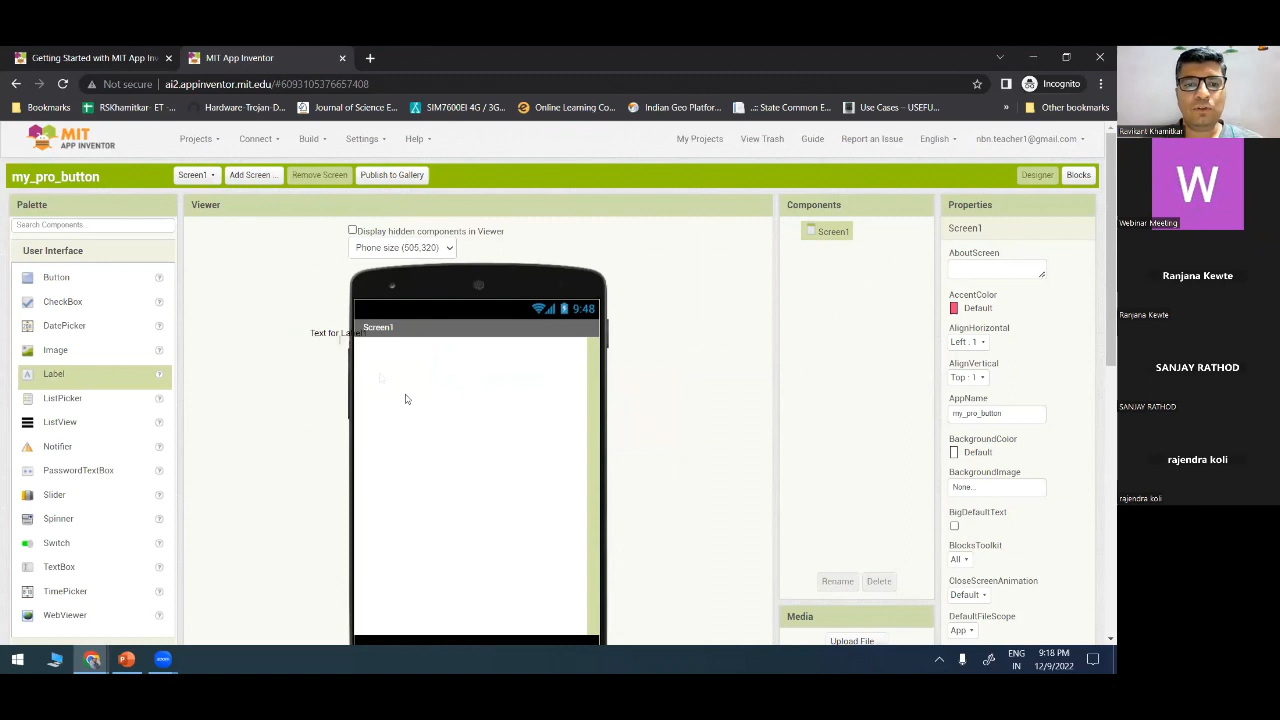 Getting Started with MIT App Inv
MIT App Inventor
Not secure
ai2.appinventor.mit.edu/#6093105376657408
Incognito
Bookmarks
RSKhamitkar- ET -...
Hardware-Trojan-D...
Journal of Science E...
SIM7600E 4G / 3G...
Online Learning Co...
Indian Geo Platfor...
...: State Common E...
Use Cases – USEFU...
»
Other bookmarks
MIT
APP INVENTOR
Projects
Connect
Build
Settings
Help
My Projects
View Trash
Guide
Report an Issue
English
nbn.teacher1@gmail.com
my_pro_button
Screen1
Add Screen ...
Remove Screen
Publish to Gallery
Designer
Blocks
Palette
Search Components...
User Interface
Button
?
CheckBox
?
DatePicker
?
Image
?
A
Label
?
ListPicker
?
ListView
?
Notifier
?
PasswordTextBox
?
Slider
?
Spinner
?
Switch
?
TextBox
?
TimePicker
?
WebViewer
?
Viewer
Display hidden components in Viewer
Phone size (505,320)
9:48
Screen1
Text for Label1
Components
Screen1
Rename
Delete
Media
Upload File ...
Properties
Screen1
AboutScreen
AccentColor
Default
AlignHorizontal
Left : 1
AlignVertical
Top : 1
AppName
my_pro_button
BackgroundColor
Default
BackgroundImage
None...
BigDefaultText
BlocksToolkit
All
CloseScreenAnimation
Default
DefaultFileScope
App
Ravikant Khamitkar
W
Webinar Meeting
Ranjana Kewte
Ranjana Kewte
SANJAY RATHOD
SANJAY RATHOD
rajendra koli
rajendra koli
ENG
IN
9:18 PM
12/9/2022